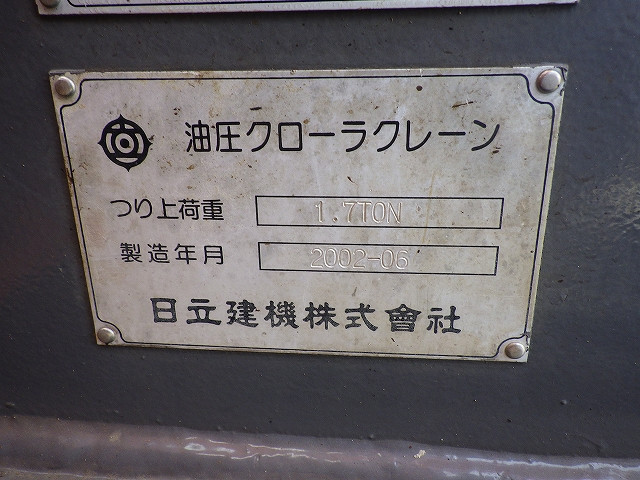 油圧クローラクレーン
つり上荷重 1.7TON
製造年月 2002-06
日立建機株式會社